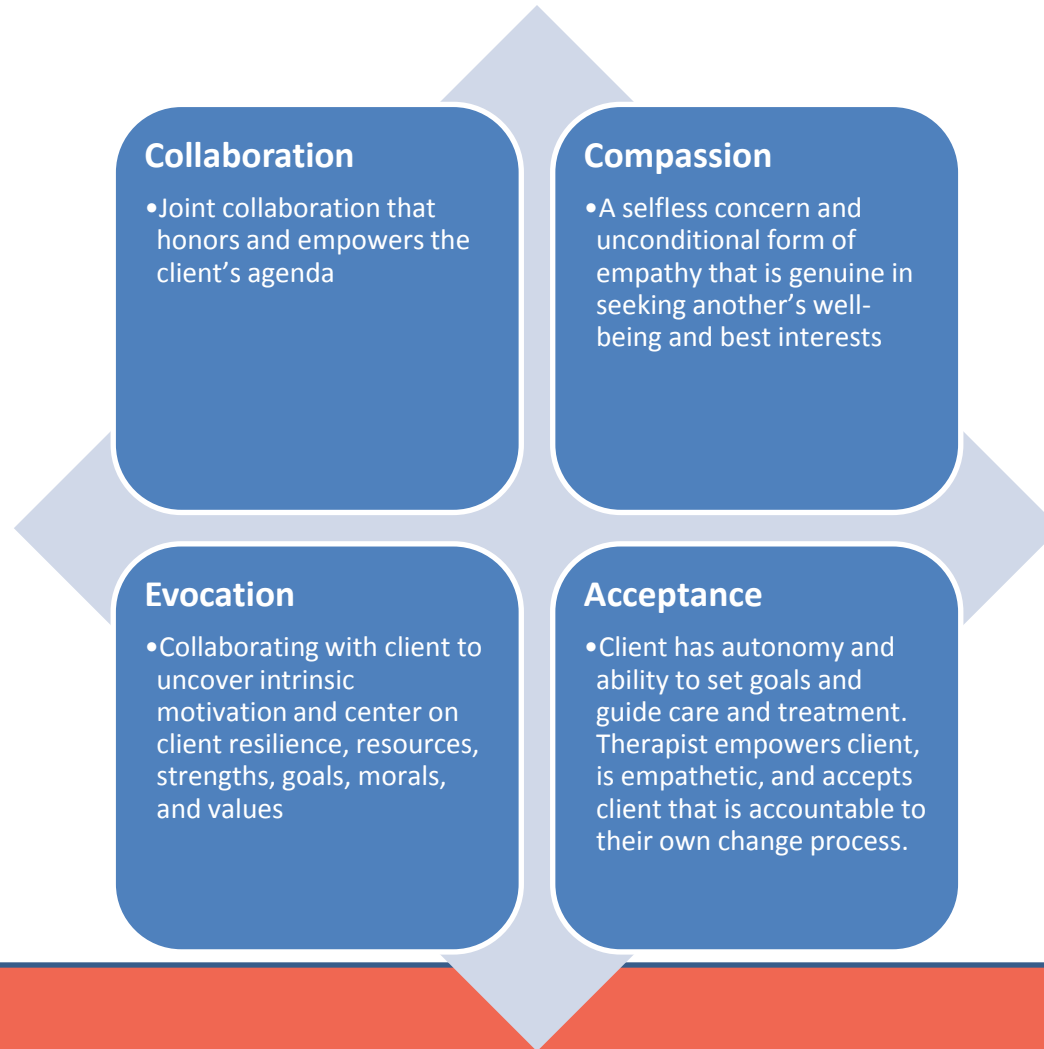 Collaboration
•Joint collaboration that
honors and empowers the
client’s agenda
Compassion
•A selfless concern and
unconditional form of
empathy that is genuine in
seeking another’s well-
being and best interests
Evocation
•Collaborating with client to
uncover intrinsic
motivation and center on
client resilience, resources,
strengths, goals, morals,
and values
Acceptance
•Client has autonomy and
ability to set goals and
guide care and treatment.
Therapist empowers client,
is empathetic, and accepts
client that is accountable to
their own change process.